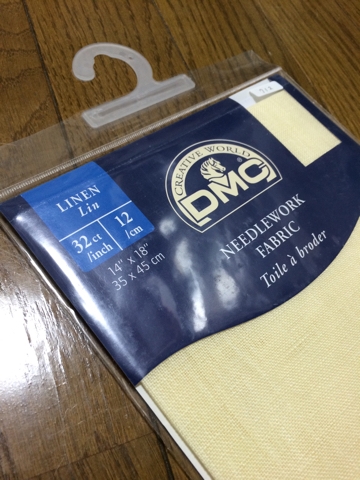 CREATIVE WORLD
DMC
NEEDLEWORK
FABRIC
Toile à broder
LINEN
Lin
32 ct
/inch
12
/cm
14" x 18"
35 x 45 cm